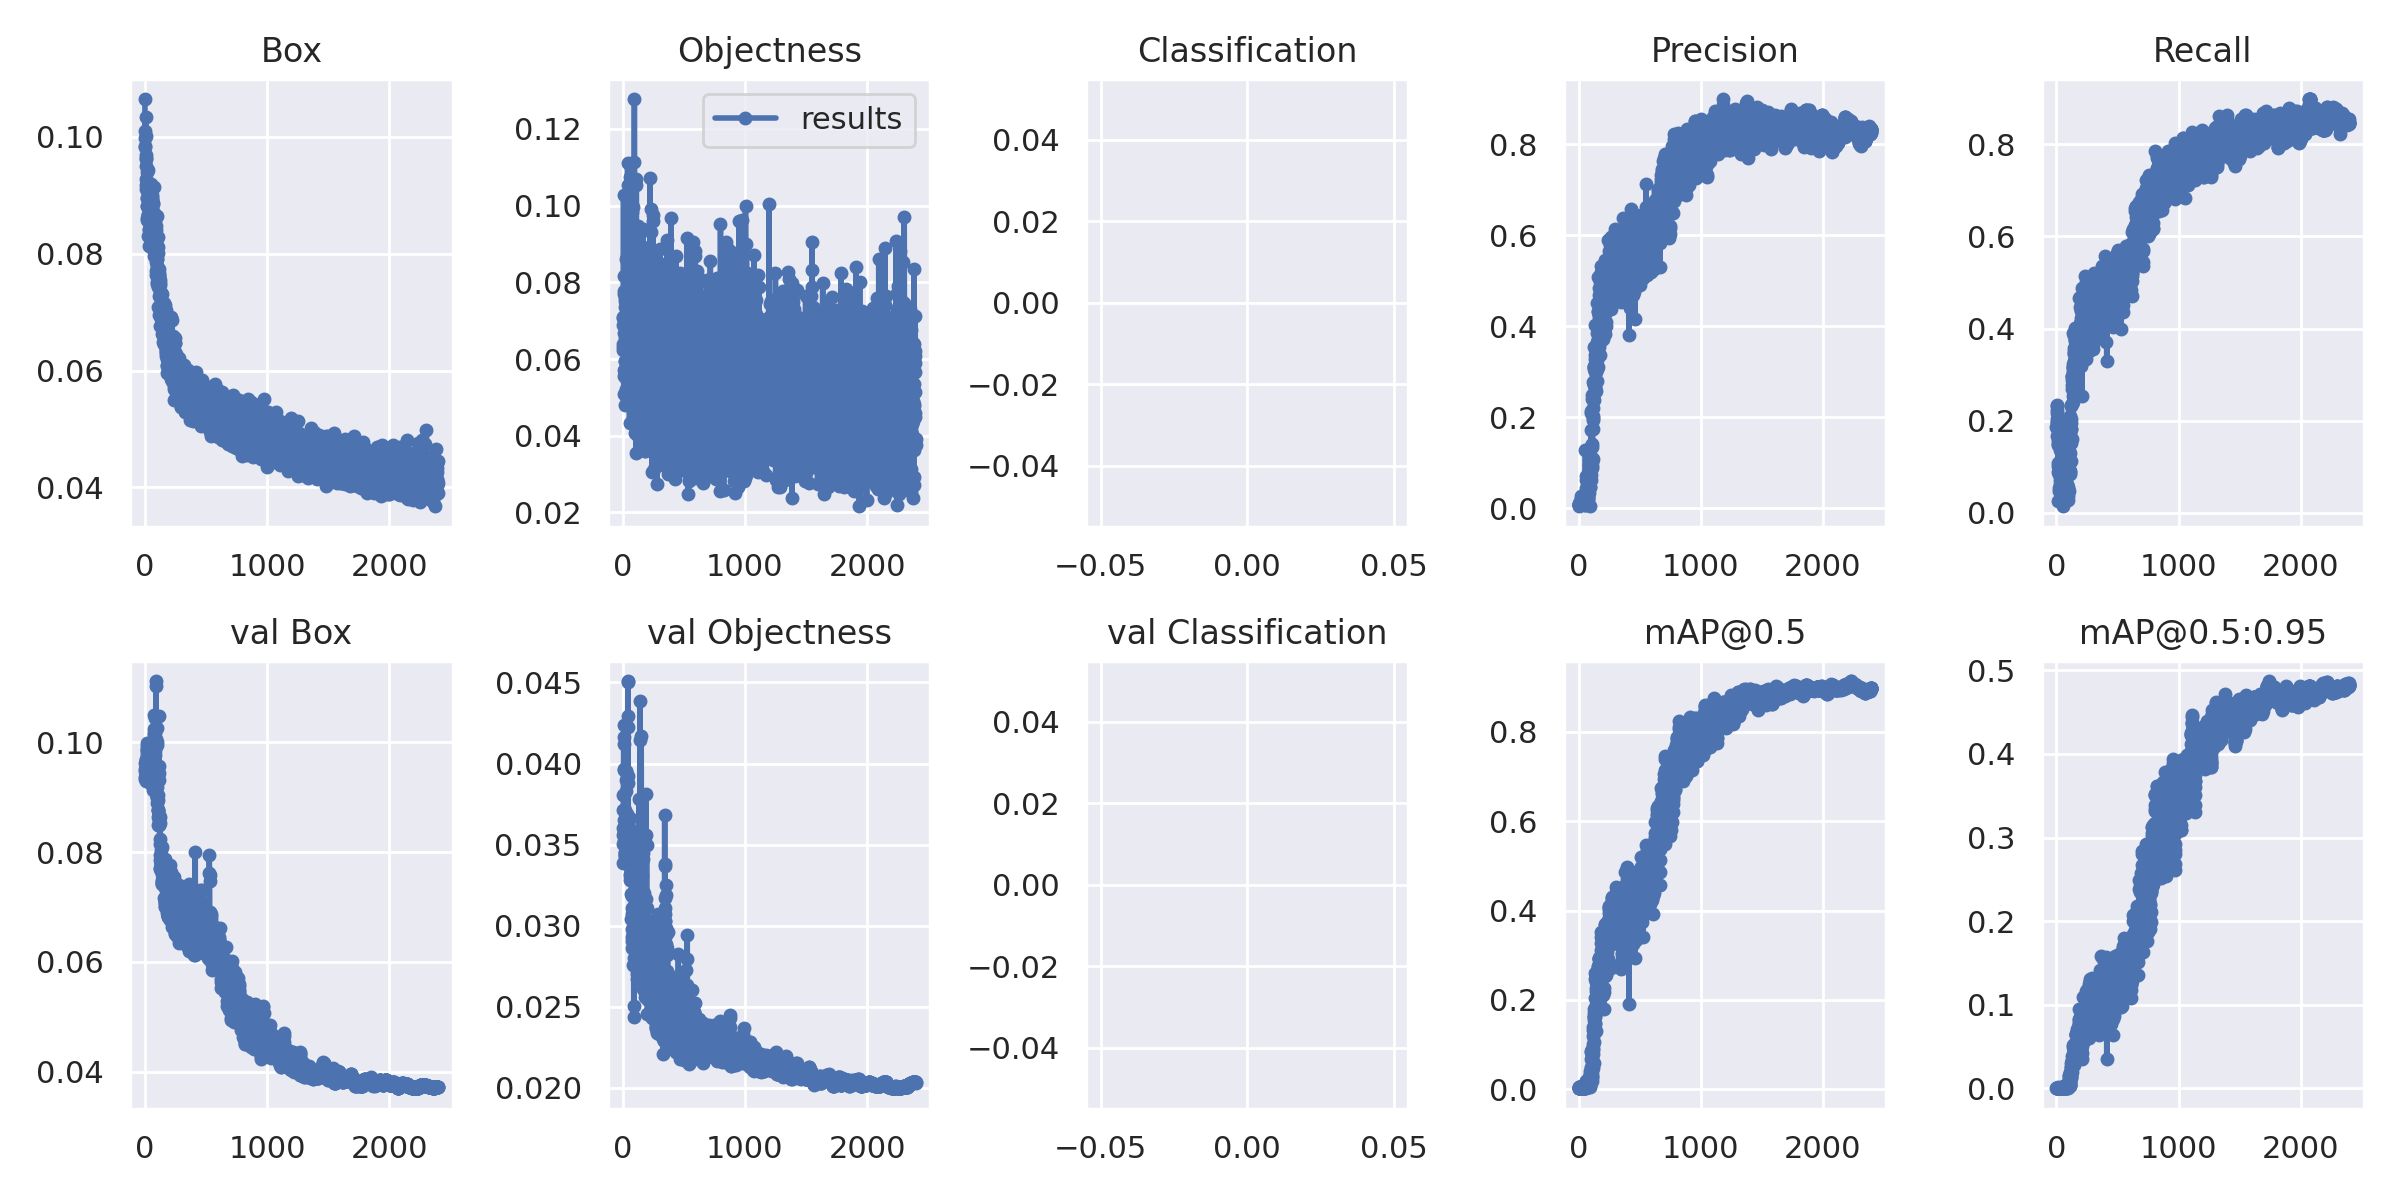 Box
Objectness
Classification
Precision
Recall
0.10
0.08
0.06
0.04
0 1000 2000
results
0.12
0.10
0.08
0.06
0.04
0.02
0 1000 2000
0.04
0.02
0.00
−0.02
−0.04
−0.05 0.00 0.05
0.8
0.6
0.4
0.2
0.0
0 1000 2000
0.8
0.6
0.4
0.2
0.0
0 1000 2000
val Box
val Objectness
val Classification
mAP@0.5
mAP@0.5:0.95
0.10
0.08
0.06
0.04
0 1000 2000
0.045
0.040
0.035
0.030
0.025
0.020
0 1000 2000
0.04
0.02
0.00
−0.02
−0.04
−0.05 0.00 0.05
0.8
0.6
0.4
0.2
0.0
0 1000 2000
0.5
0.4
0.3
0.2
0.1
0.0
0 1000 2000